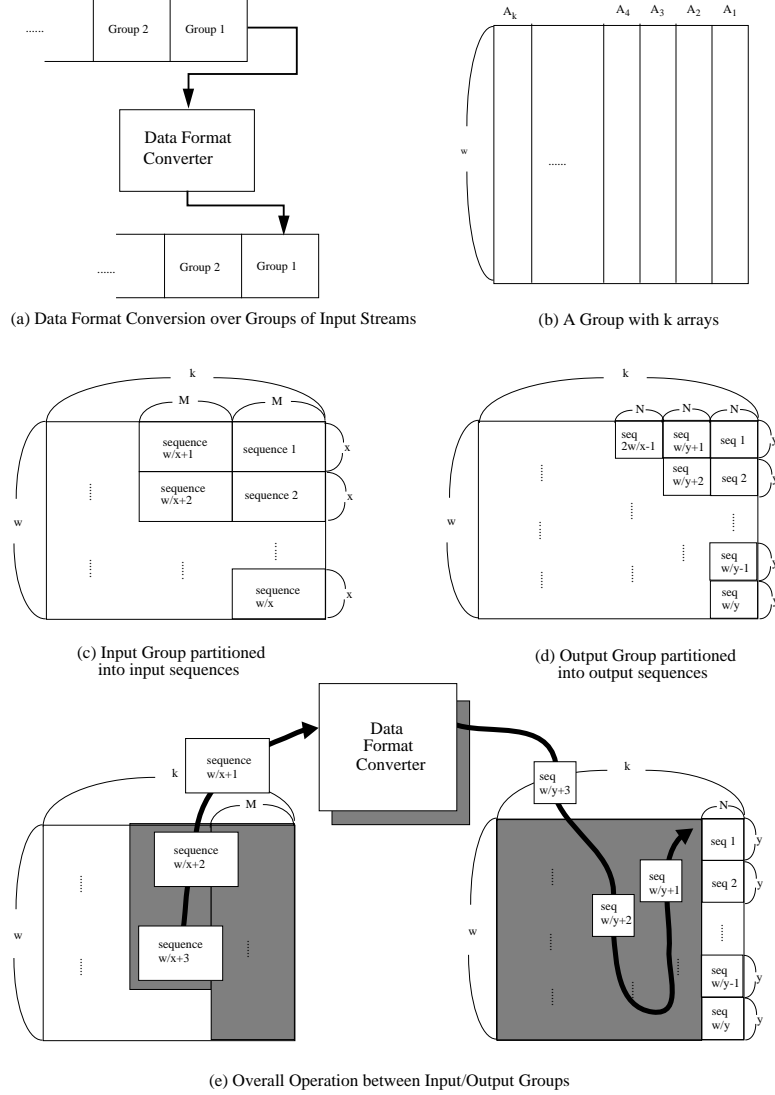 ......
Group 2
Group 1
Data Format
Converter
......
Group 2
Group 1
(a) Data Format Conversion over Groups of Input Streams
A_k
A_4
A_3
A_2
A_1
w
......
(b) A Group with k arrays
k
M
M
sequence
w/x+1
sequence 1
x
sequence
w/x+2
sequence 2
x
w
sequence
w/x
x
(c) Input Group partitioned
into input sequences
k
N
N
N
seq
2w/x-1
seq
w/y+1
seq 1
y
seq
w/y+2
seq 2
y
w
seq
w/y-1
y
seq
w/y
y
(d) Output Group partitioned
into output sequences
Data
Format
Converter
sequence
w/x+1
k
M
sequence
w/x+2
w
sequence
w/x+3
seq
w/y+3
k
N
seq 1
y
seq
w/y+1
seq 2
y
seq
w/y+2
w
seq
w/y-1
y
seq
w/y
y
(e) Overall Operation between Input/Output Groups